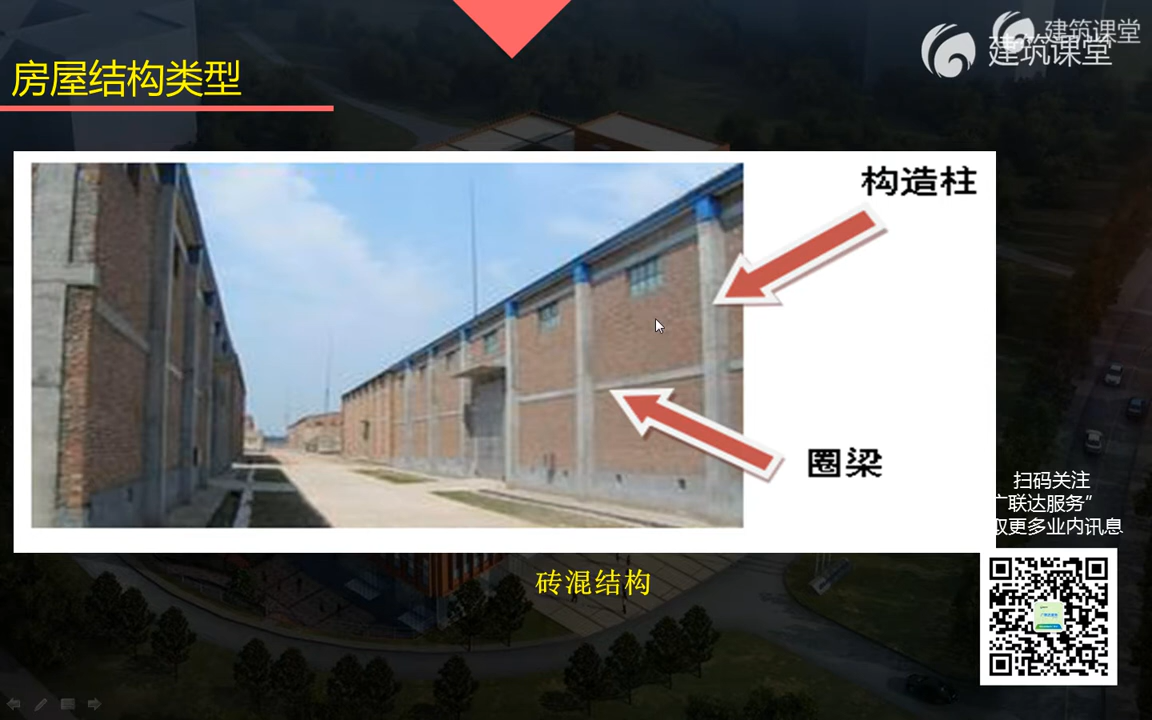 建筑课堂
建筑课堂
房屋结构类型
构造柱
圈梁
扫码关注
广联达服务”
取更多业内讯息
砖混结构